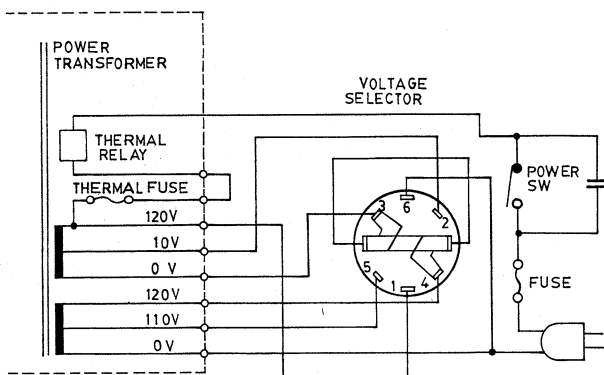 POWER
TRANSFORMER
VOLTAGE
SELECTOR
THERMAL
RELAY
THERMAL FUSE
120V
10V
0 V
120V
110V
0V
3
6
2
5
1
4
POWER
SW
FUSE